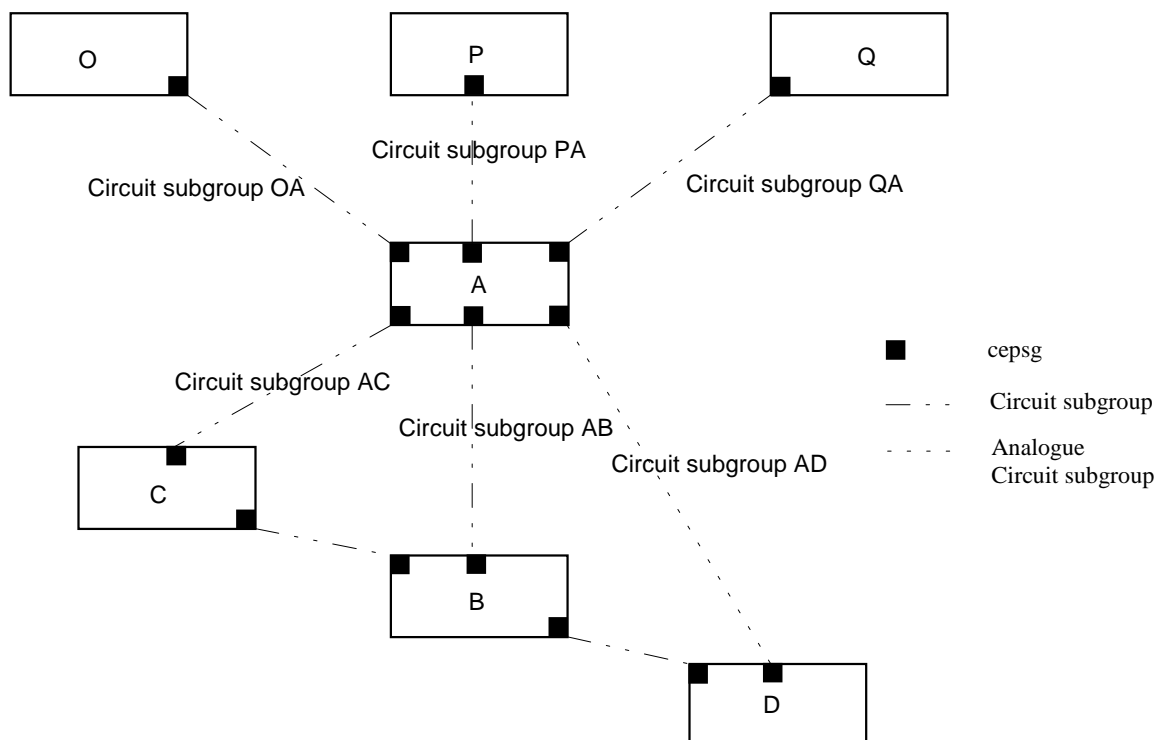 O
P
Q
Circuit subgroup PA
Circuit subgroup OA
Circuit subgroup QA
A
cepsg
Circuit subgroup AC
Circuit subgroup
Circuit subgroup AB
Analogue
Circuit subgroup
Circuit subgroup AD
C
B
D